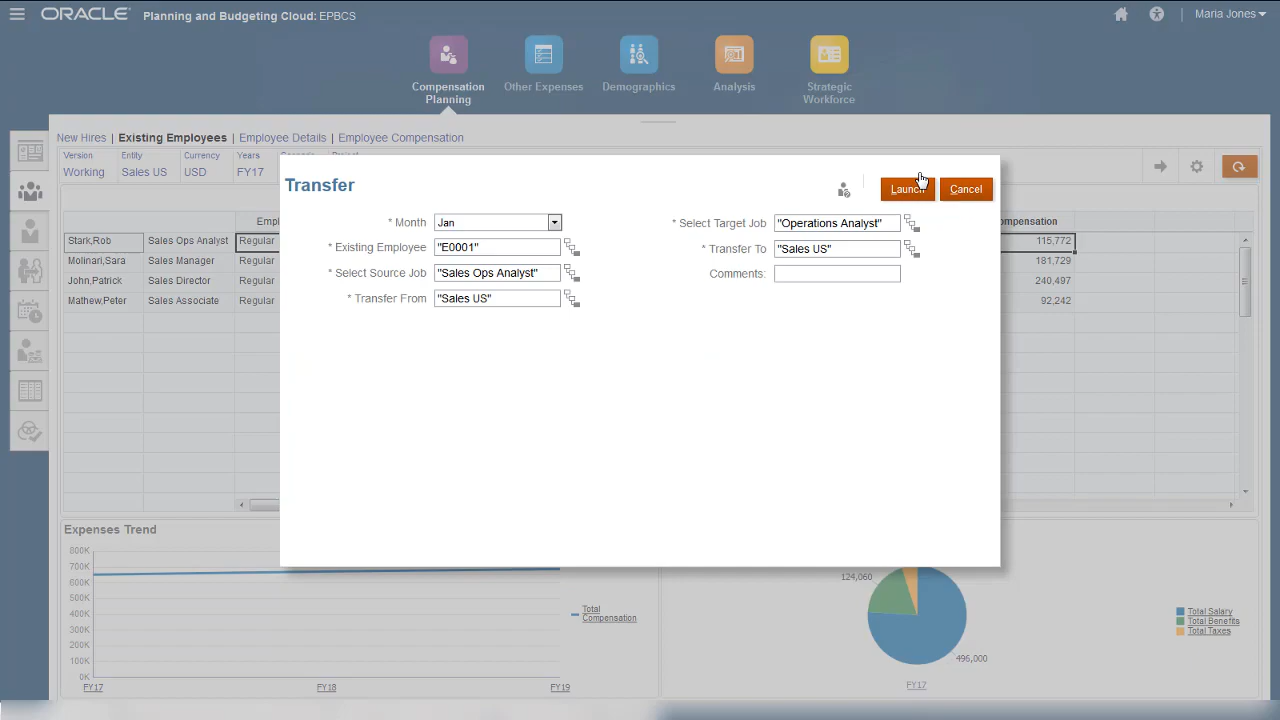 ORACLE Planning and Budgeting Cloud: EPBCS
Maria Jones
Compensation Planning
Other Expenses
Demographics
Analysis
Strategic Workforce
New Hires | Existing Employees | Employee Details | Employee Compensation
Version Entity Currency Years
Working Sales US USD FY17
Transfer
Launch Cancel
* Month Jan
* Existing Employee "E0001"
* Select Source Job "Sales Ops Analyst"
* Transfer From "Sales US"
* Select Target Job "Operations Analyst"
* Transfer To "Sales US"
Comments:
Empl
ompensation
Stark,Rob Sales Ops Analyst Regular 115,772
Molinari,Sara Sales Manager Regular 181,729
John,Patrick Sales Director Regular 240,497
Mathew,Peter Sales Associate Regular 92,242
Expenses Trend
800K
700K
600K
500K
400K
300K
200K
100K
0K
FY17 FY18 FY19
Total Compensation
124,060
496,000
FY17
Total Salary
Total Benefits
Total Taxes